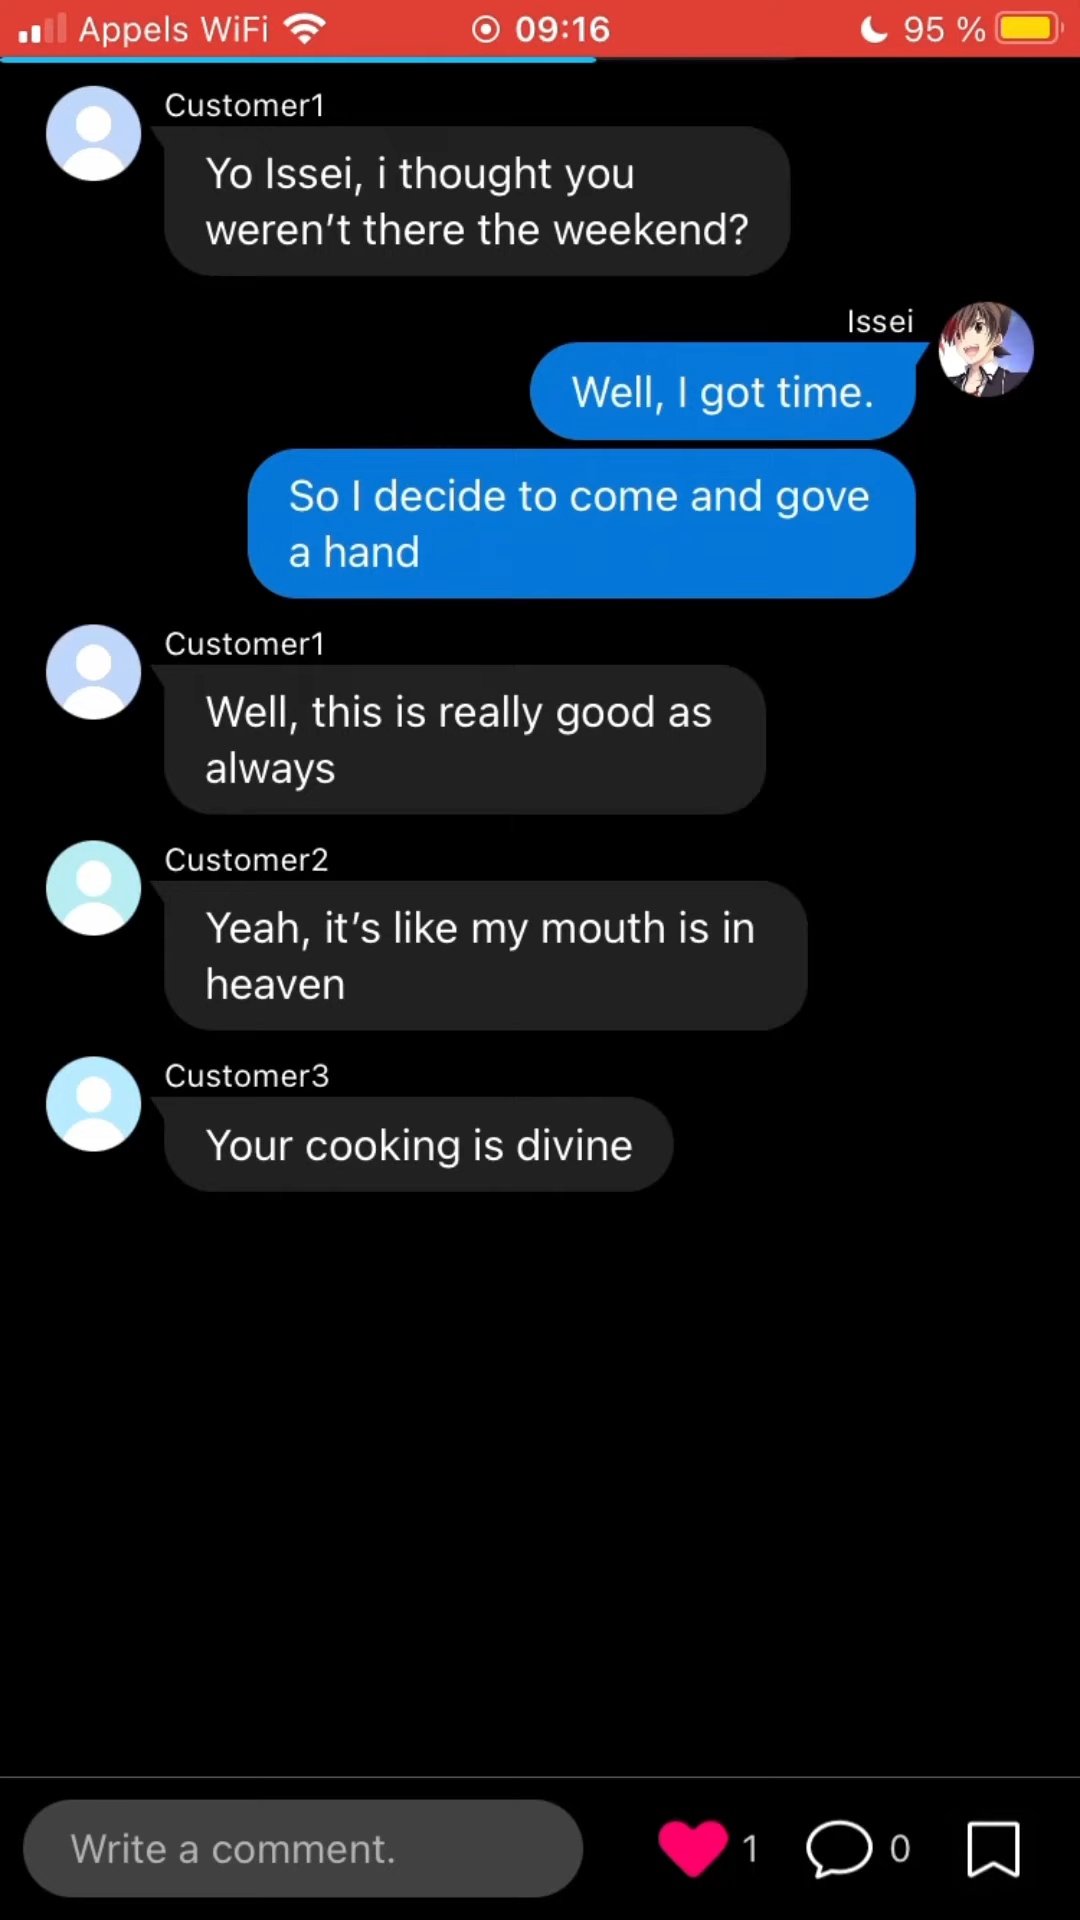 Appels WiFi 09:16 95 %
Customer1
Yo Issei, i thought you
weren’t there the weekend?
Issei
Well, I got time.
So I decide to come and gove
a hand
Customer1
Well, this is really good as
always
Customer2
Yeah, it’s like my mouth is in
heaven
Customer3
Your cooking is divine
Write a comment. 1 0